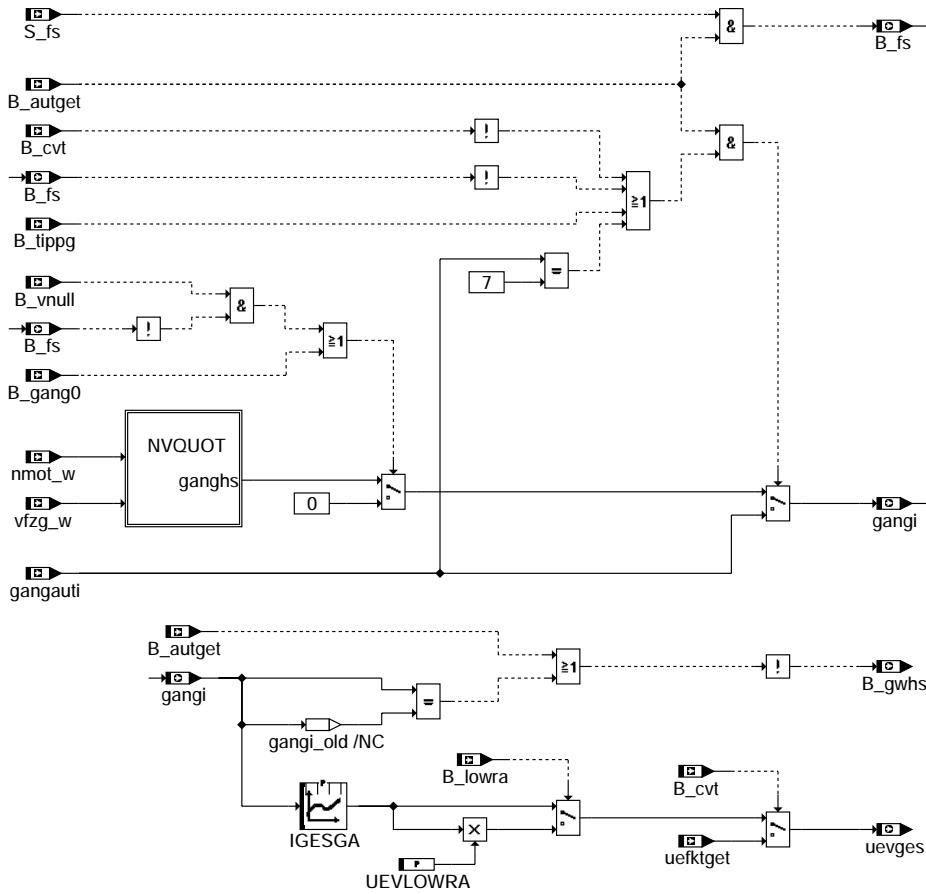 S_fs
&
B_fs
B_autget
B_cvt
!
&
B_fs
!
≥1
B_tippg
7
=
B_vnull
&
B_fs
!
≥1
B_gang0
NVQUOT
nmot_w
ganghs
vfzg_w
0
gangi
gangauti
B_autget
≥1
!
B_gwhs
gangi
=
gangi_old /NC
B_lowra
B_cvt
P
IGESGA
×
uefktget
uevges
P
UEVLOWRA